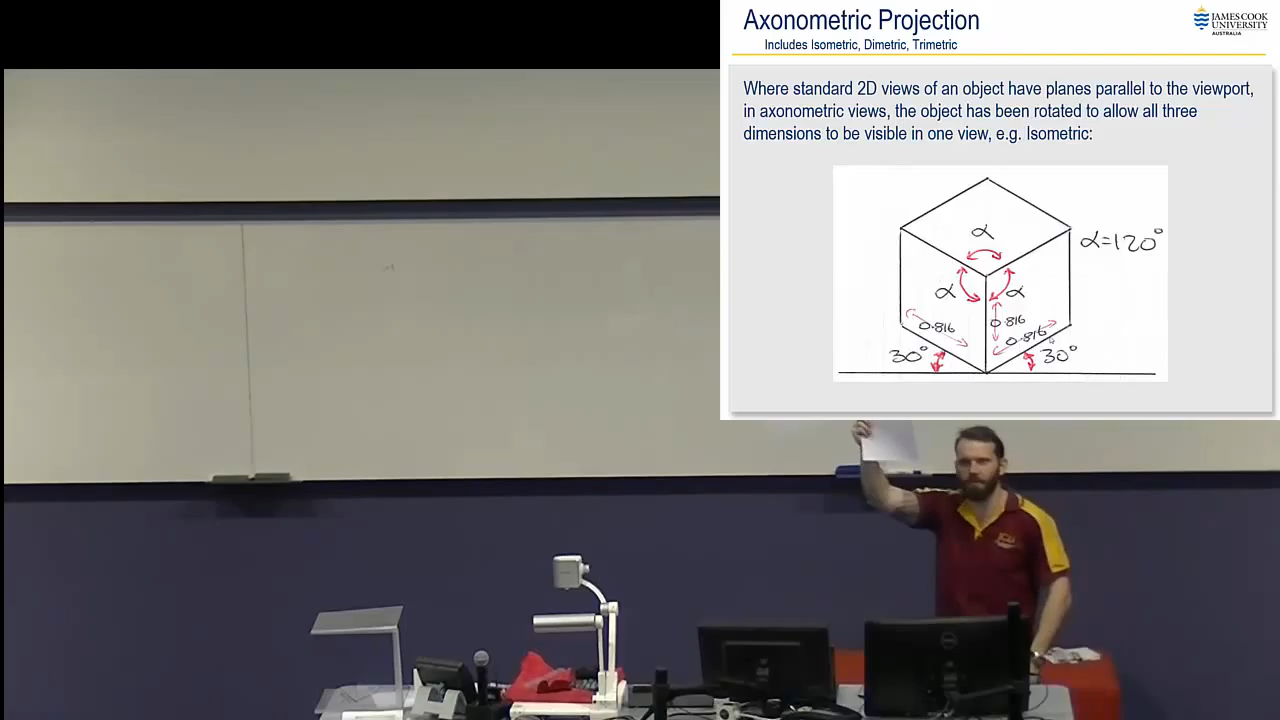 Axonometric Projection
Includes Isometric, Dimetric, Trimetric
JAMES COOK
UNIVERSITY
AUSTRALIA
Where standard 2D views of an object have planes parallel to the viewport,
in axonometric views, the object has been rotated to allow all three
dimensions to be visible in one view, e.g. Isometric:
α
α=120°
α
α
0.816
0.816
0.816
30°
30°
JCU